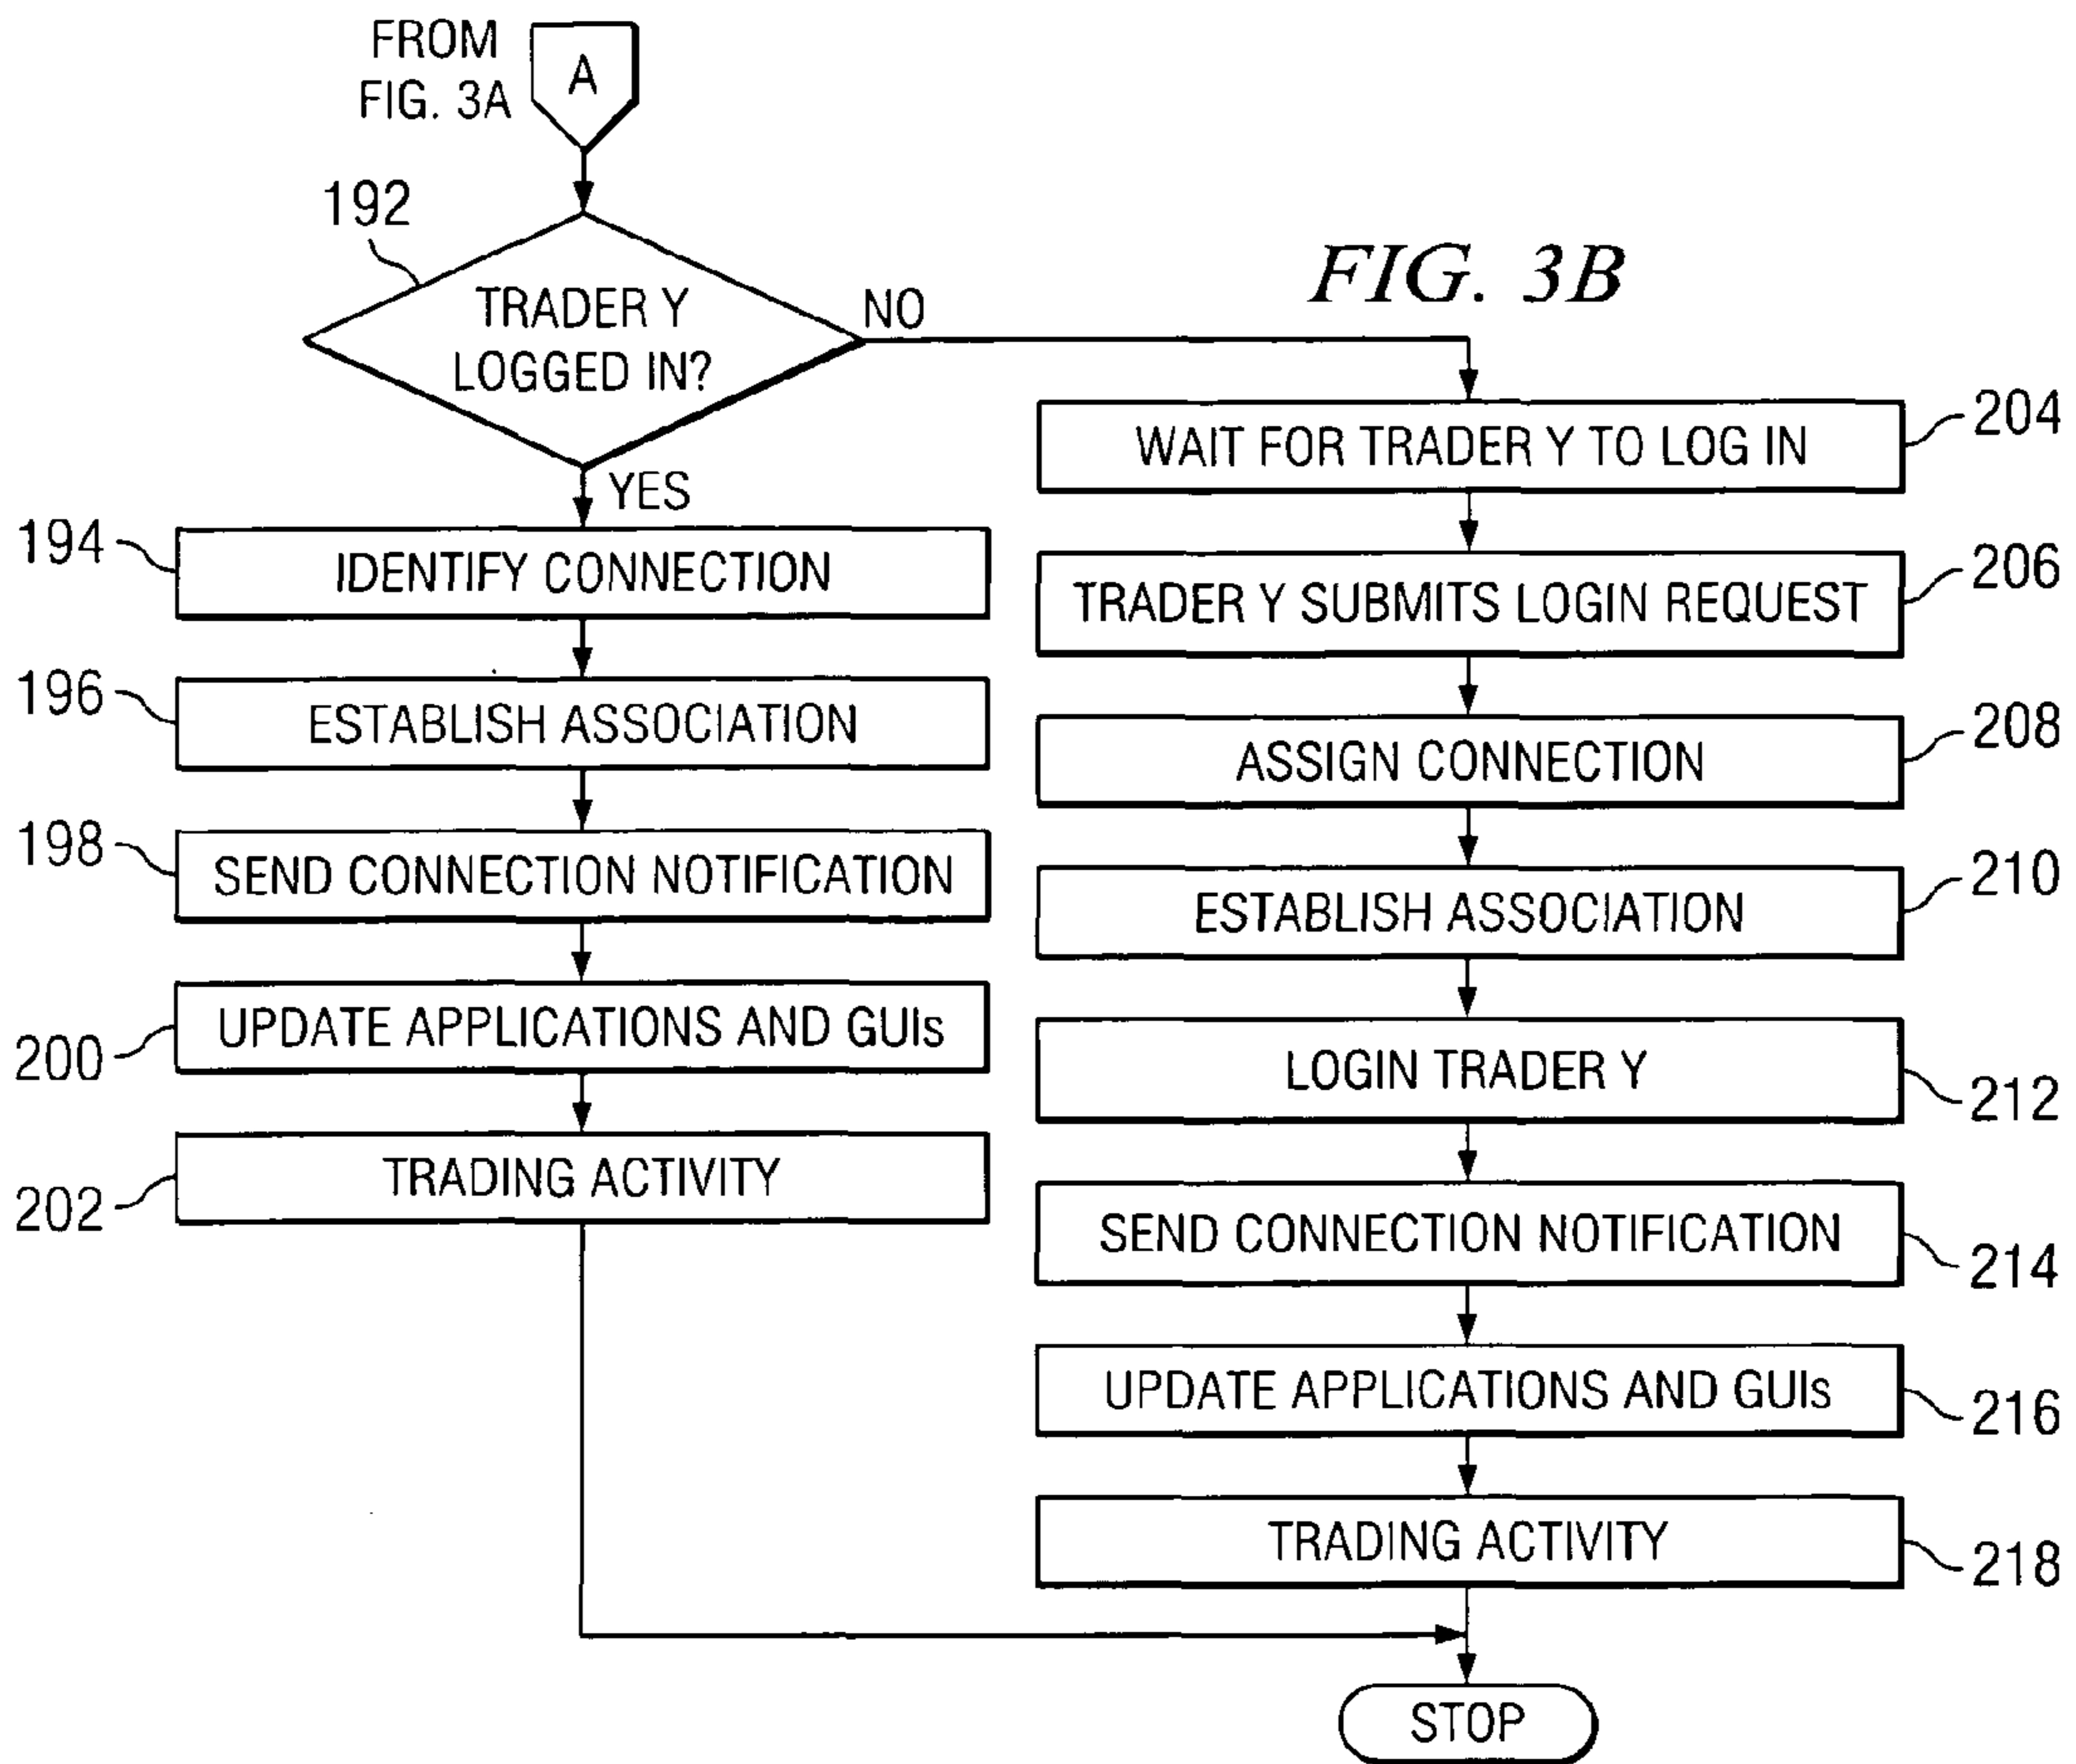 FROM
FIG. 3A
A
192
TRADER Y
LOGGED IN?
NO
YES
FIG. 3B
194
IDENTIFY CONNECTION
196
ESTABLISH ASSOCIATION
198
SEND CONNECTION NOTIFICATION
200
UPDATE APPLICATIONS AND GUIs
202
TRADING ACTIVITY
WAIT FOR TRADER Y TO LOG IN
204
TRADER Y SUBMITS LOGIN REQUEST
206
ASSIGN CONNECTION
208
ESTABLISH ASSOCIATION
210
LOGIN TRADER Y
212
SEND CONNECTION NOTIFICATION
214
UPDATE APPLICATIONS AND GUIs
216
TRADING ACTIVITY
218
STOP